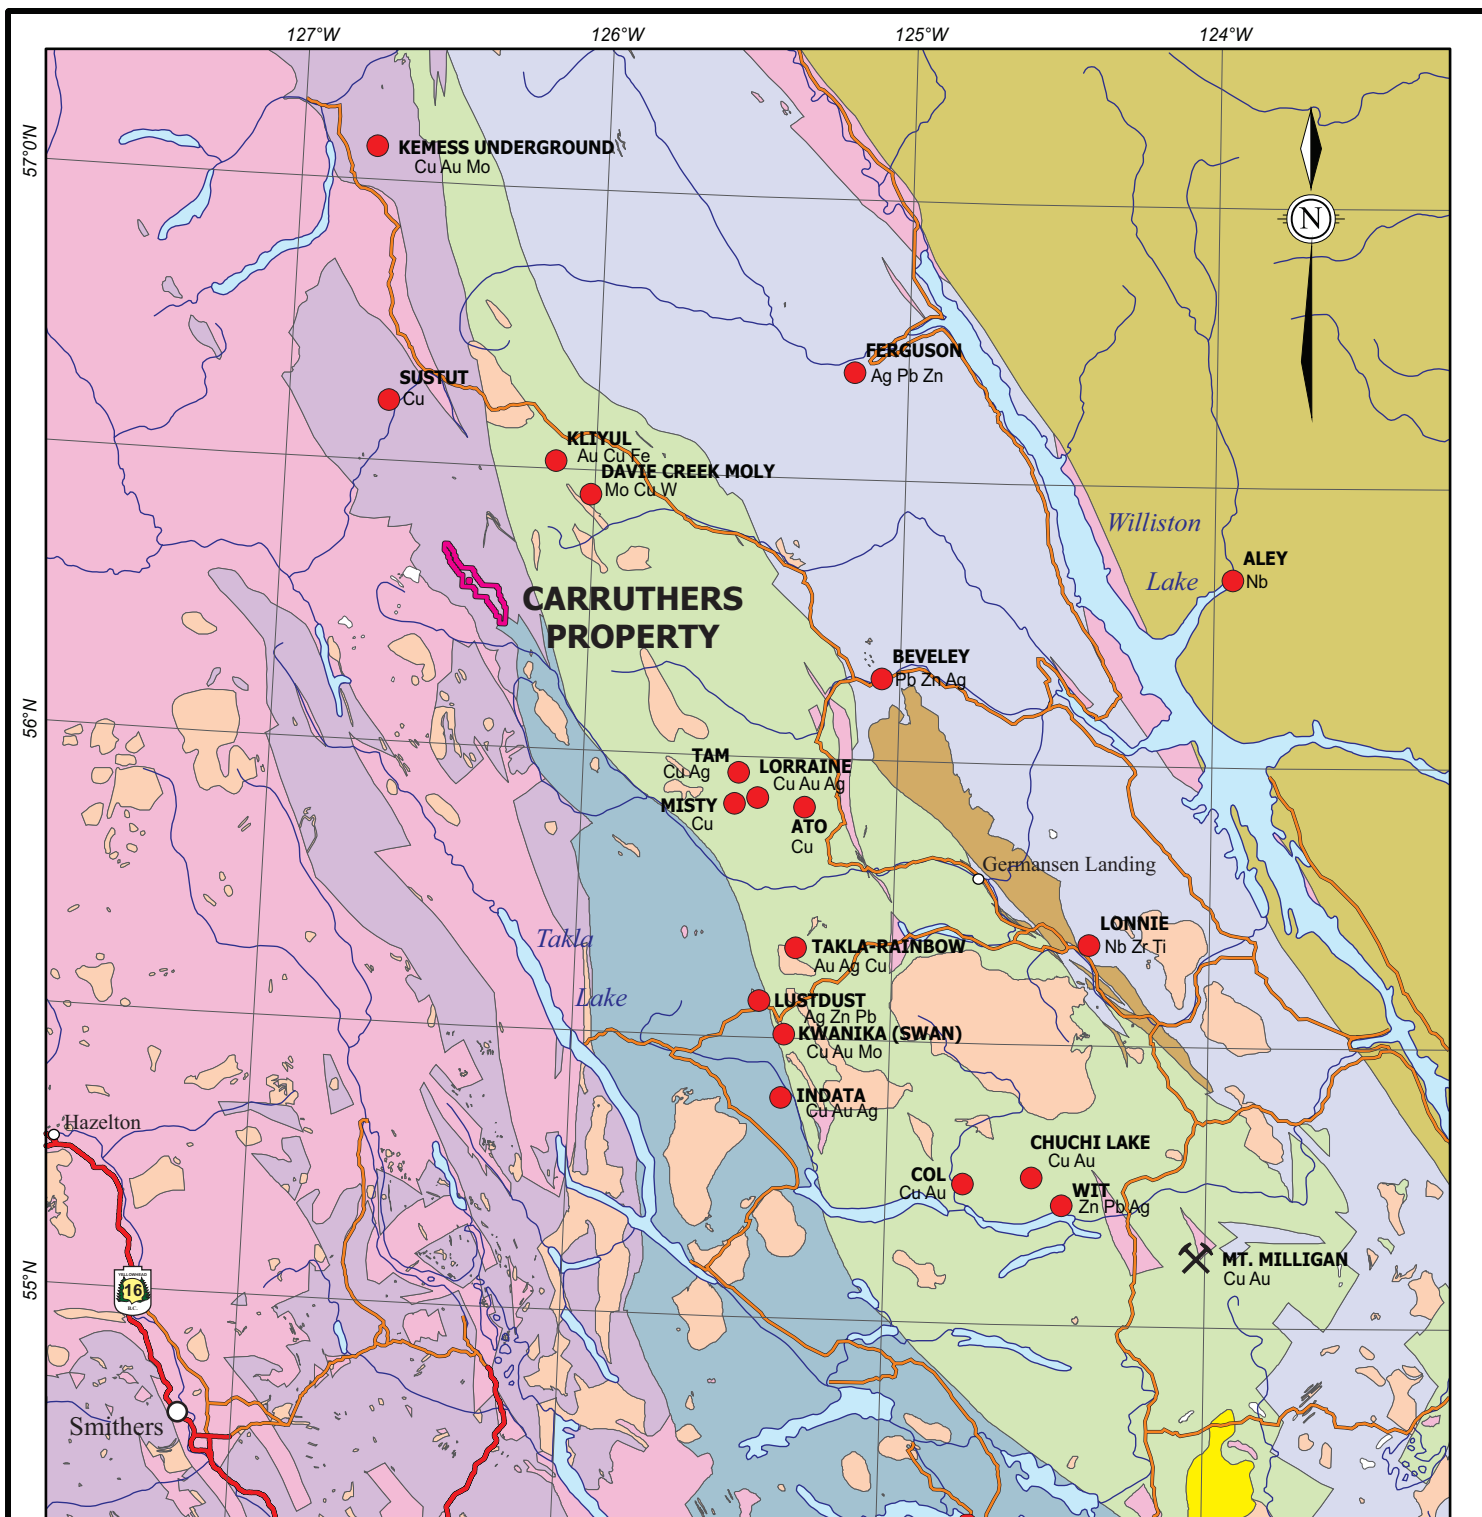 127°W
126°W
125°W
124°W
57°0'N
56°N
55°N
N
KEMESS UNDERGROUND
Cu Au Mo
SUSTUT
Cu
FERGUSON
Ag Pb Zn
KLIYUL
Au Cu Fe
DAVIE CREEK MOLY
Mo Cu W
Williston
Lake
ALEY
Nb
CARRUTHERS
PROPERTY
BEVELEY
Pb Zn Ag
TAM
Cu Ag
LORRAINE
Cu Au Ag
MISTY
Cu
ATO
Cu
Germansen Landing
LONNIE
Nb Zr Ti
Takla
Lake
TAKLA-RAINBOW
Au Ag Cu
LUSTDUST
Ag Zn Pb
KWANIKA (SWAN)
Cu Au Mo
INDATA
Cu Au Ag
Hazelton
CHUCHI LAKE
Cu Au
COL
Cu Au
WIT
Zn Pb Ag
MT. MILLIGAN
Cu Au
YELLOWHEAD
16
B.C.
Smithers